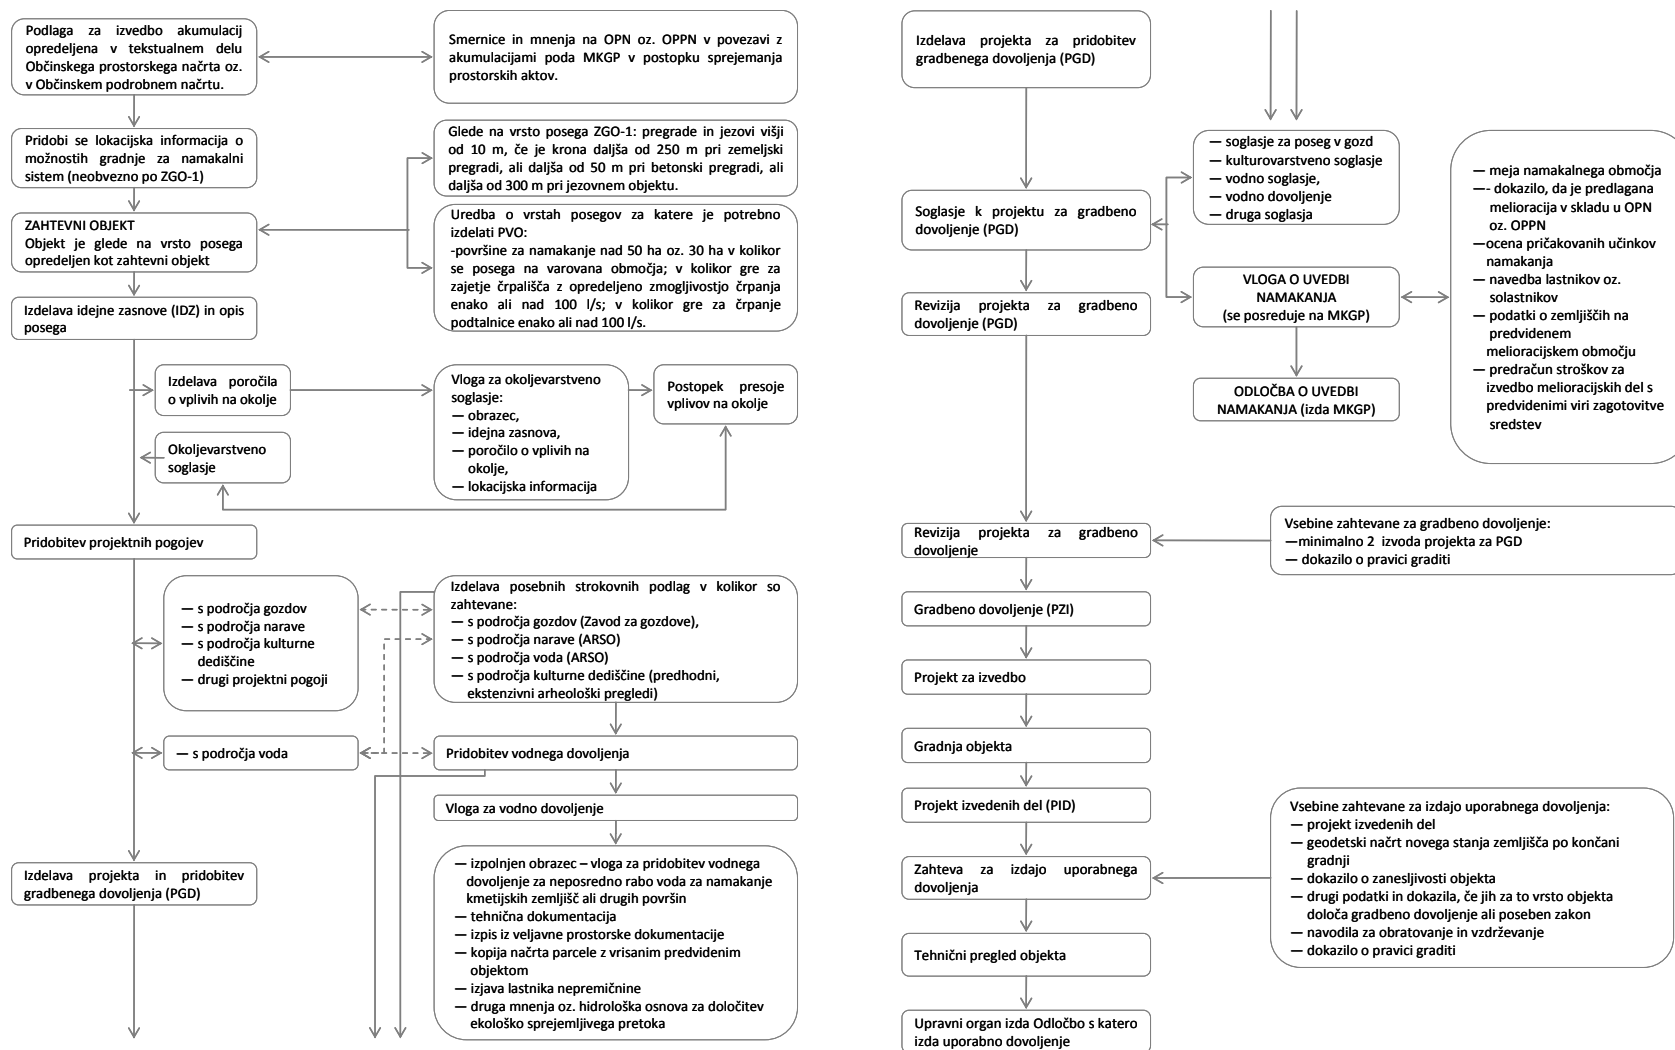 Podlaga za izvedbo akumulacij
opredeljena v tekstualnem delu
Občinskega prostorskega načrta oz.
v Občinskem podrobnem načrtu.
Smernice in mnenja na OPN oz. OPPN v povezavi z
akumulacijami poda MKGP v postopku sprejemanja
prostorskih aktov.
Pridobi se lokacijska informacija o
možnostih gradnje za namakalni
sistem (neobvezno po ZGO-1)
Glede na vrsto posega ZGO-1: pregrade in jezovi višji
od 10 m, če je krona daljša od 250 m pri zemeljski
pregradi, ali daljša od 50 m pri betonski pregradi, ali
daljša od 300 m pri jezovnem objektu.
ZAHTEVNI OBJEKT
Objekt je glede na vrsto posega
opredeljen kot zahtevni objekt
Uredba o vrstah posegov za katere je potrebno
izdelati PVO:
-površine za namakanje nad 50 ha oz. 30 ha v kolikor
se posega na varovana območja; v kolikor gre za
zajetje črpališča z opredeljeno zmogljivostjo črpanja
enako ali nad 100 l/s; v kolikor gre za črpanje
podtalnice enako ali nad 100 l/s.
Izdelava idejne zasnove (IDZ) in opis
posega
Izdelava poročila
o vplivih na okolje
Vloga za okoljevarstveno
soglasje:
— obrazec,
— idejna zasnova,
— poročilo o vplivih na
okolje,
— lokacijska informacija
Postopek presoje
vplivov na okolje
Okoljevarstveno
soglasje
Pridobitev projektnih pogojev
— s področja gozdov
— s področja narave
— s področja kulturne
dediščine
— drugi projektni pogoji
Izdelava posebnih strokovnih podlag v kolikor so
zahtevane:
— s področja gozdov (Zavod za gozdove),
— s področja narave (ARSO)
— s področja voda (ARSO)
— s področja kulturne dediščine (predhodni,
ekstenzivni arheološki pregledi)
— s področja voda
Pridobitev vodnega dovoljenja
Vloga za vodno dovoljenje
— izpolnjen obrazec – vloga za pridobitev vodnega
dovoljenje za neposredno rabo voda za namakanje
kmetijskih zemljišč ali drugih površin
— tehnična dokumentacija
— izpis iz veljavne prostorske dokumentacije
— kopija načrta parcele z vrisanim predvidenim
objektom
— izjava lastnika nepremičnine
— druga mnenja oz. hidrološka osnova za določitev
ekološko sprejemljivega pretoka
Izdelava projekta in pridobitev
gradbenega dovoljenja (PGD)
Izdelava projekta za pridobitev
gradbenega dovoljenja (PGD)
— soglasje za poseg v gozd
— kulturovarstveno soglasje
— vodno soglasje,
— vodno dovoljenje
— druga soglasja
Soglasje k projektu za gradbeno
dovoljenje (PGD)
VLOGA O UVEDBI
NAMAKANJA
(se posreduje na MKGP)
— meja namakalnega območja
—- dokazilo, da je predlagana
melioracija v skladu u OPN
oz. OPPN
—ocena pričakovanih učinkov
namakanja
— navedba lastnikov oz.
solastnikov
— podatki o zemljiščih na
predvidenem
melioracijskem območju
— predračun stroškov za
izvedbo melioracijskih del s
predvidenimi viri zagotovitve
sredstev
Revizija projekta za gradbeno
dovoljenje (PGD)
ODLOČBA O UVEDBI
NAMAKANJA (izda MKGP)
Revizija projekta za gradbeno
dovoljenje
Vsebine zahtevane za gradbeno dovoljenje:
—minimalno 2 izvoda projekta za PGD
— dokazilo o pravici graditi
Gradbeno dovoljenje (PZI)
Projekt za izvedbo
Gradnja objekta
Projekt izvedenih del (PID)
Zahteva za izdajo uporabnega
dovoljenja
Vsebine zahtevane za izdajo uporabnega dovoljenja:
— projekt izvedenih del
— geodetski načrt novega stanja zemljišča po končani
gradnji
— dokazilo o zanesljivosti objekta
— drugi podatki in dokazila, če jih za to vrsto objekta
določa gradbeno dovoljenje ali poseben zakon
— navodila za obratovanje in vzdrževanje
— dokazilo o pravici graditi
Tehnični pregled objekta
Upravni organ izda Odločbo s katero
izda uporabno dovoljenje